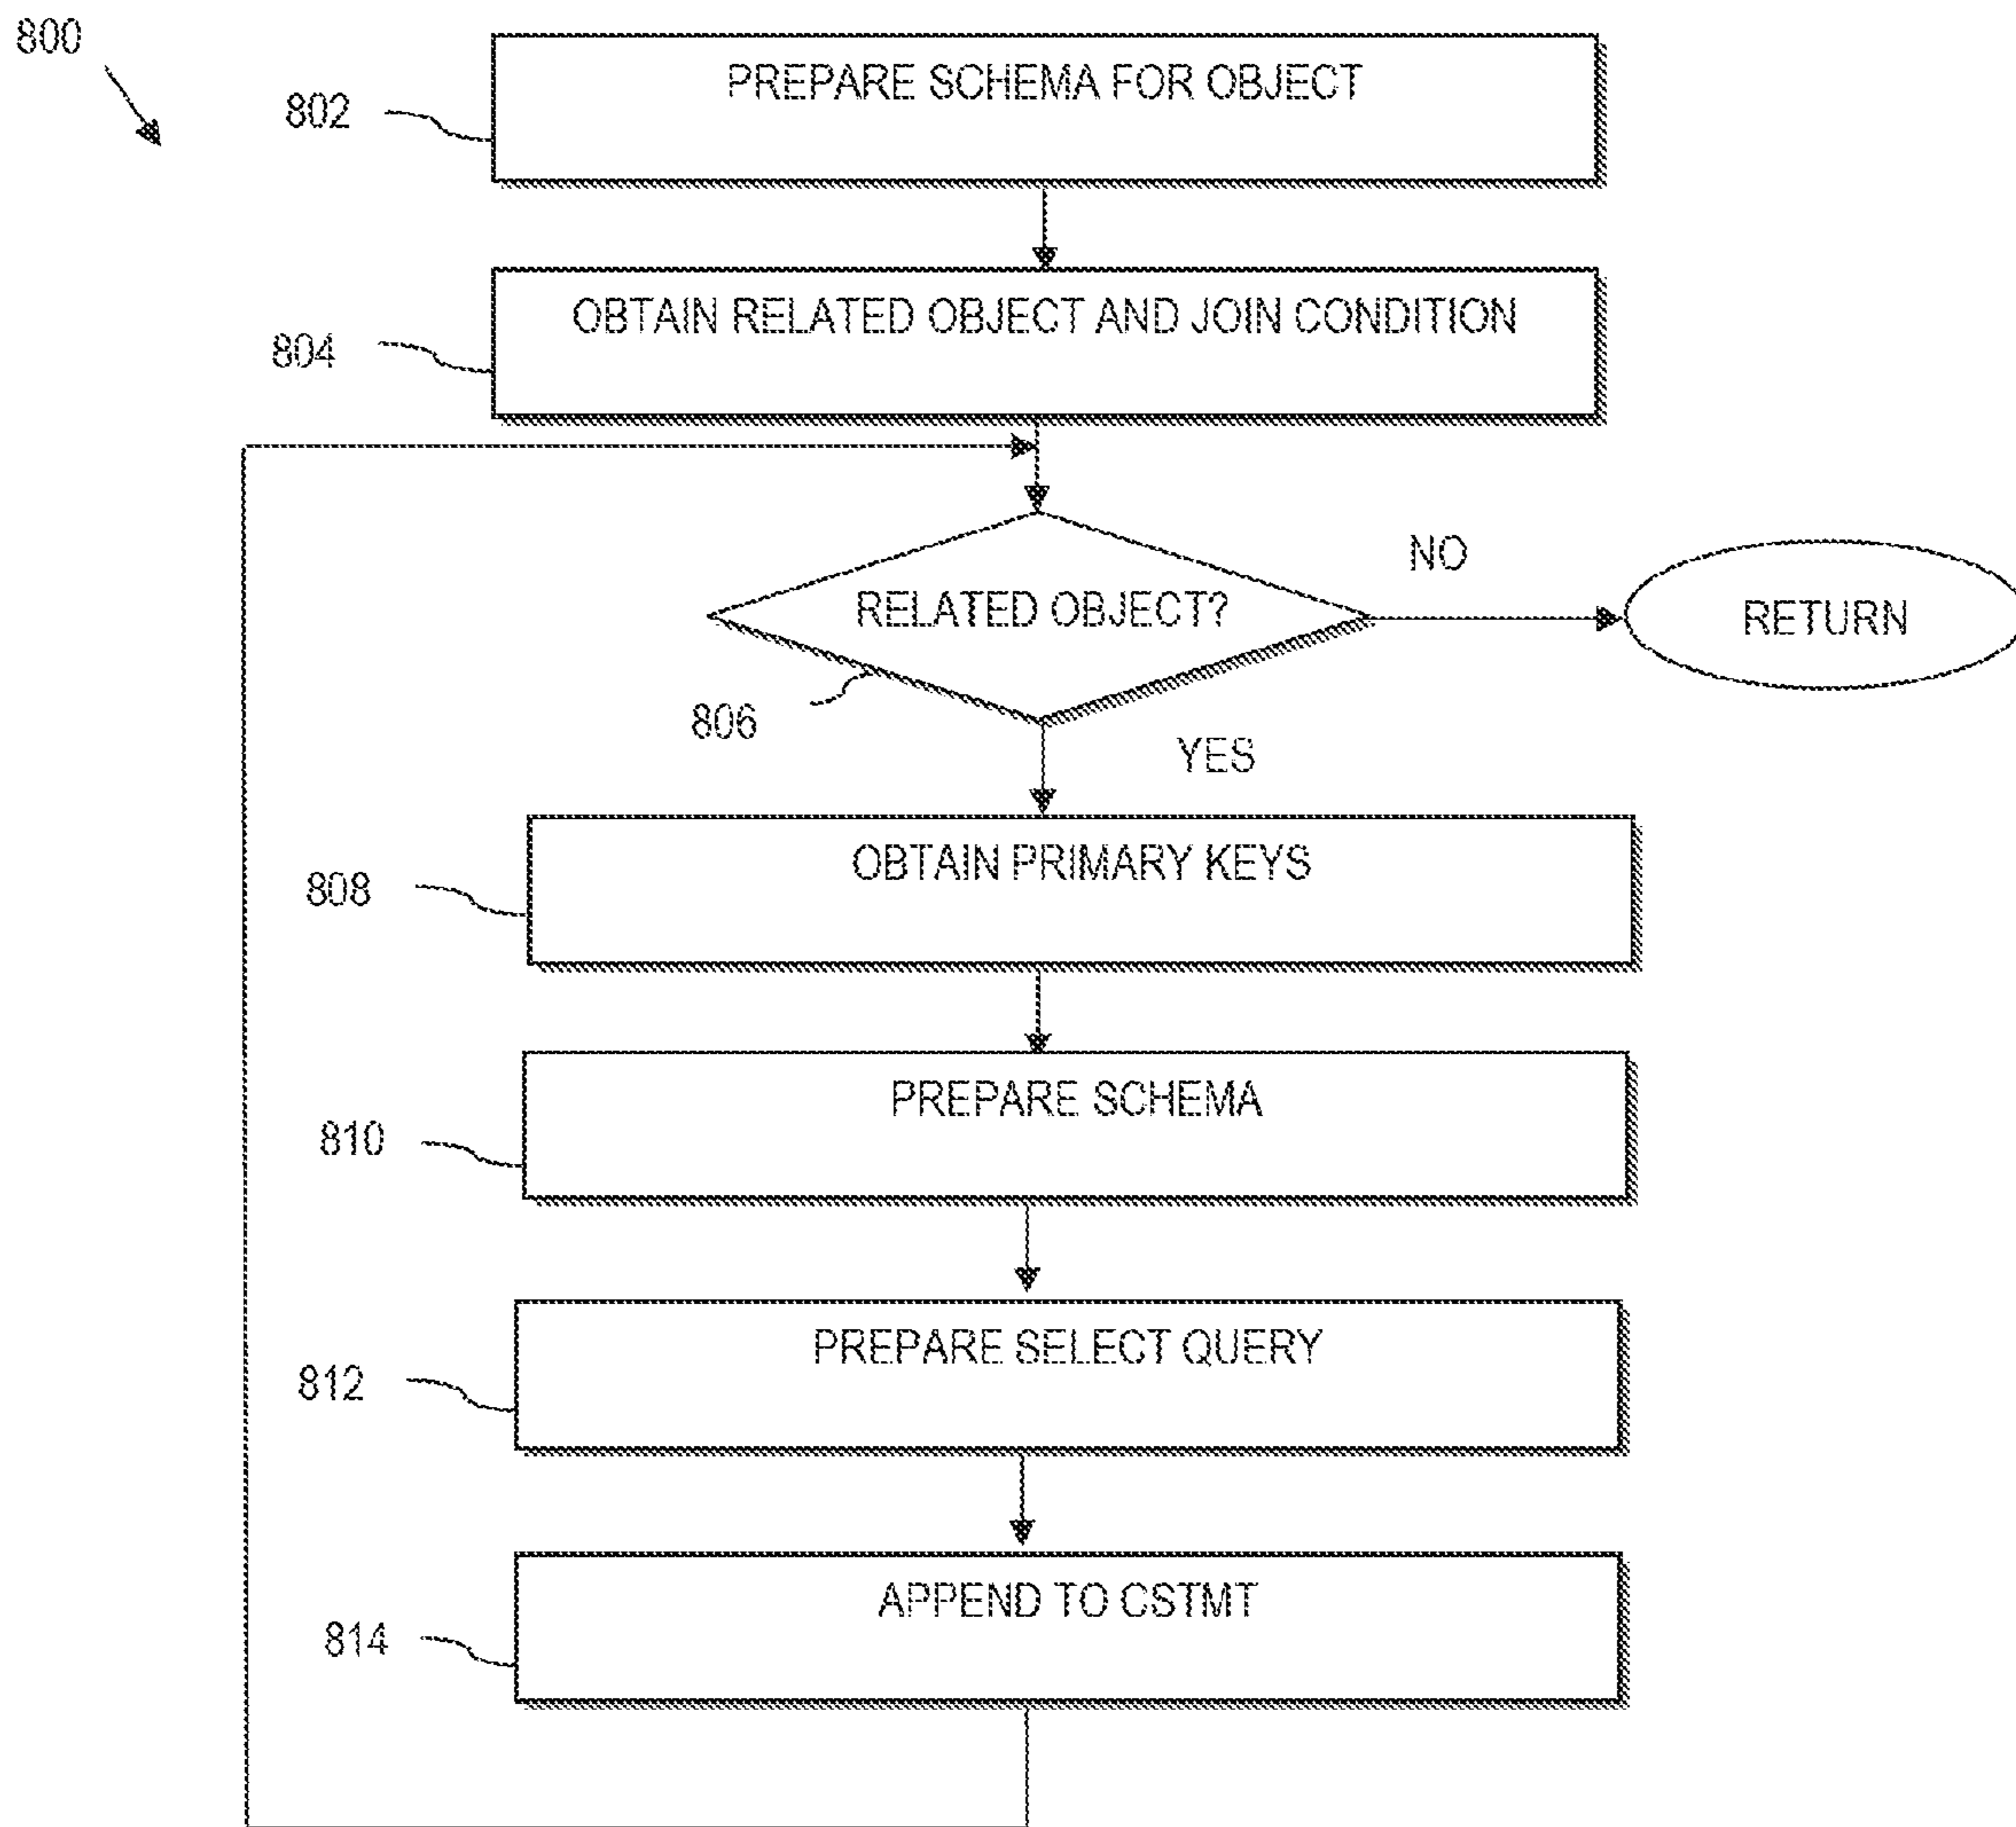 800
PREPARE SCHEMA FOR OBJECT
802
OBTAIN RELATED OBJECT AND JOIN CONDITION
804
NO
RELATED OBJECT?
RETURN
806
YES
OBTAIN PRIMARY KEYS
808
PREPARE SCHEMA
810
PREPARE SELECT QUERY
812
APPEND TO CSTMT
814